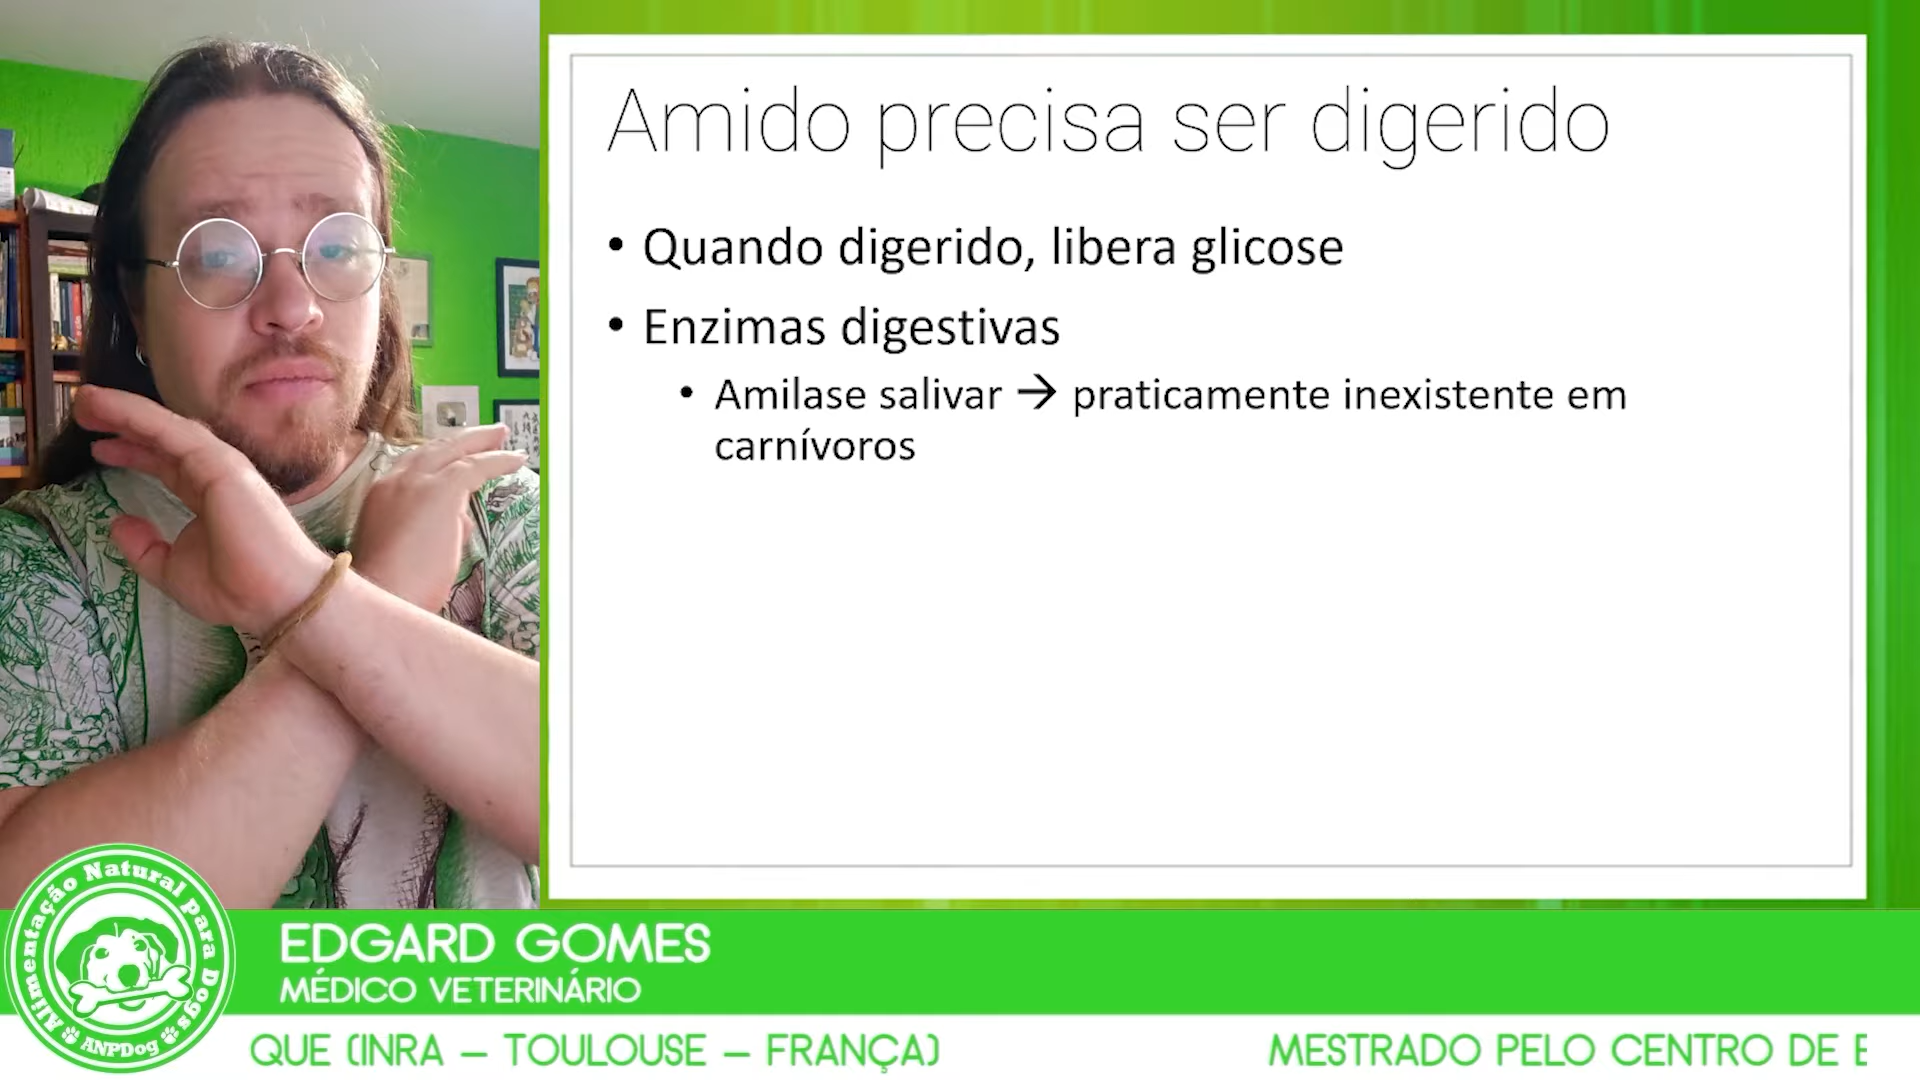 Amido precisa ser digerido
• Quando digerido, libera glicose
• Enzimas digestivas
• Amilase salivar → praticamente inexistente em
carnívoros
Alimentação Natural para Dogs
ANPDog
EDGARD GOMES
MÉDICO VETERINÁRIO
QUE (INRA – TOULOUSE – FRANÇA)
MESTRADO PELO CENTRO DE E